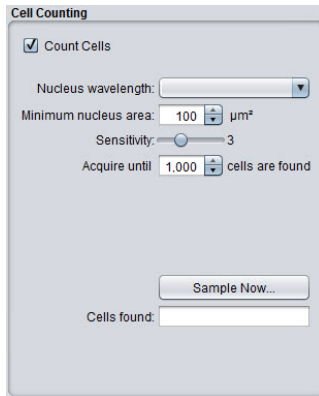 Cell Counting
Count Cells
Nucleus wavelength:
Minimum nucleus area: 100 µm²
Sensitivity: 3
Acquire until 1,000 cells are found
Sample Now...
Cells found: